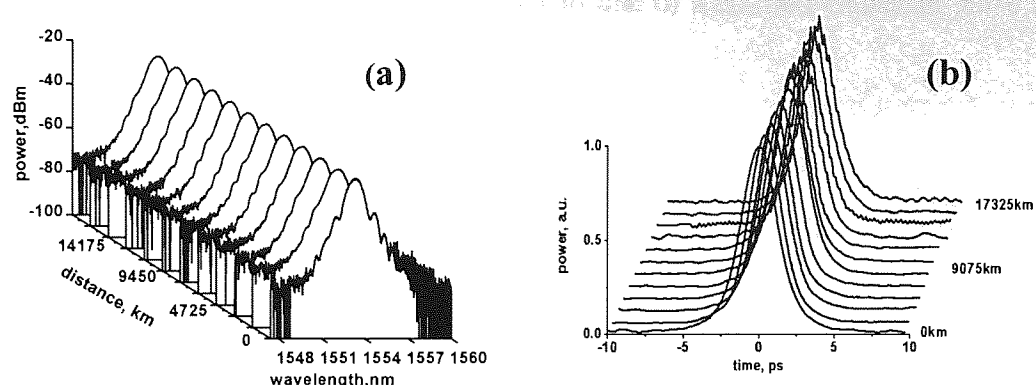 (a)
power,dBm
-20
-40
-60
-80
-100
14175
9450
4725
0
distance, km
1548 1551 1554 1557 1560
wavelength,nm
(b)
power, a.u.
1.0
0.5
0.0
17325km
9075km
0km
-10 -5 0 5 10
time, ps